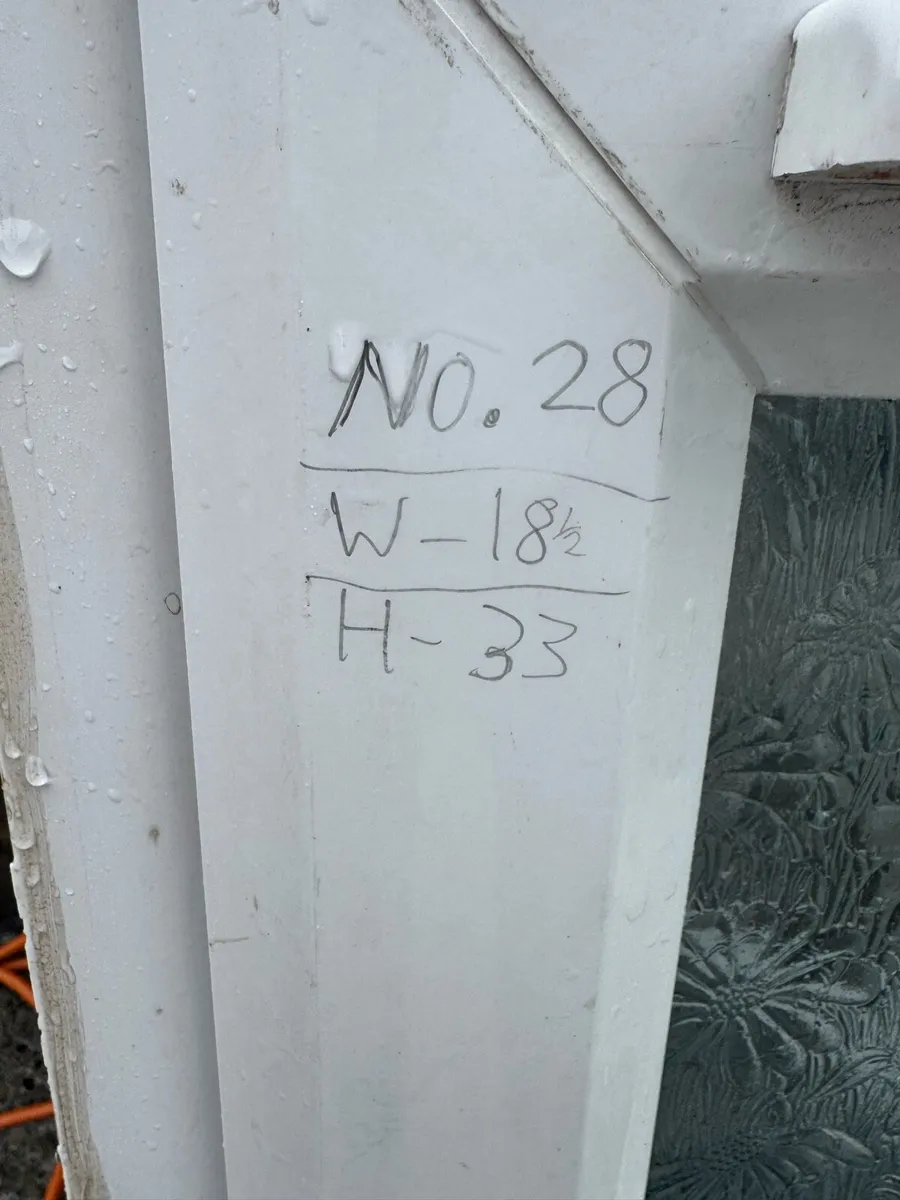 No. 28
W - 18½
H - 33